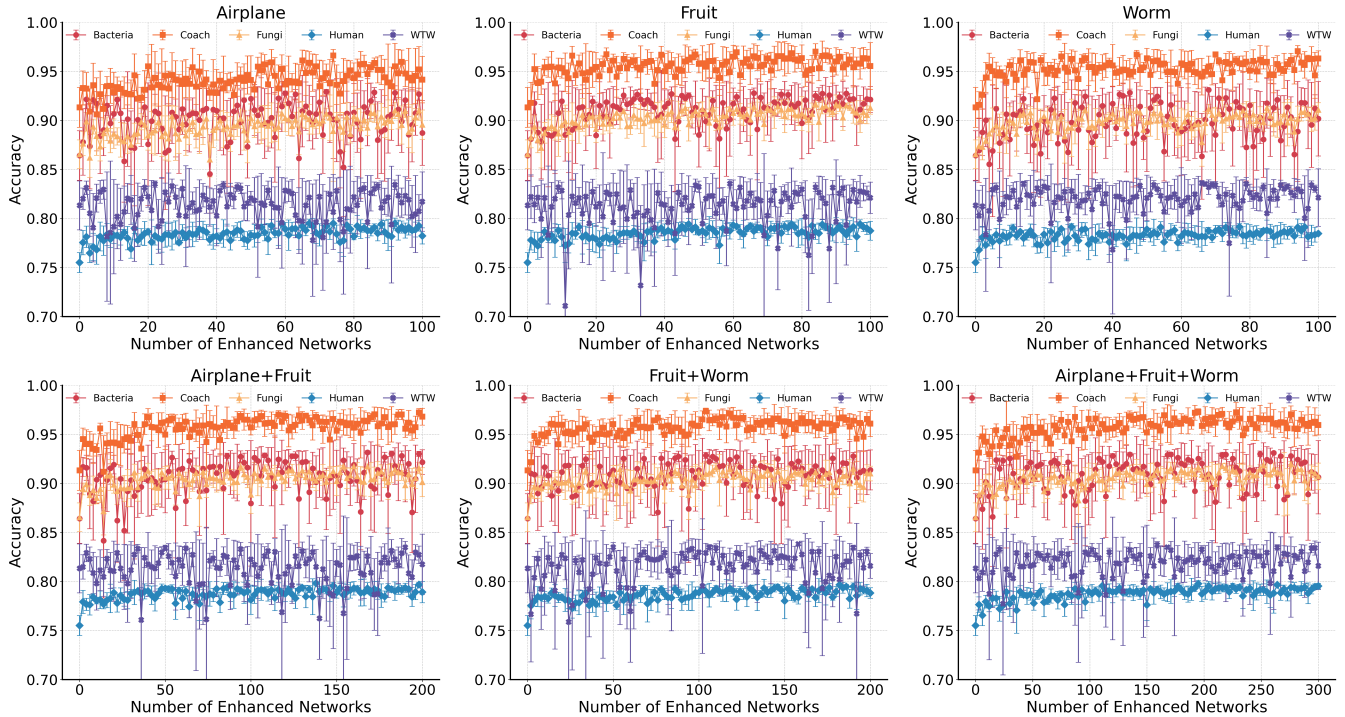 Airplane
Bacteria Coach Fungi Human WTW
1.00
0.95
0.90
0.85
0.80
0.75
0.70
Accuracy
0 20 40 60 80 100
Number of Enhanced Networks
Fruit
Bacteria Coach Fungi Human WTW
1.00
0.95
0.90
0.85
0.80
0.75
0.70
Accuracy
0 20 40 60 80 100
Number of Enhanced Networks
Worm
Bacteria Coach Fungi Human WTW
1.00
0.95
0.90
0.85
0.80
0.75
0.70
Accuracy
0 20 40 60 80 100
Number of Enhanced Networks
Airplane+Fruit
Bacteria Coach Fungi Human WTW
1.00
0.95
0.90
0.85
0.80
0.75
0.70
Accuracy
0 50 100 150 200
Number of Enhanced Networks
Fruit+Worm
Bacteria Coach Fungi Human WTW
1.00
0.95
0.90
0.85
0.80
0.75
0.70
Accuracy
0 50 100 150 200
Number of Enhanced Networks
Airplane+Fruit+Worm
Bacteria Coach Fungi Human WTW
1.00
0.95
0.90
0.85
0.80
0.75
0.70
Accuracy
0 50 100 150 200 250 300
Number of Enhanced Networks